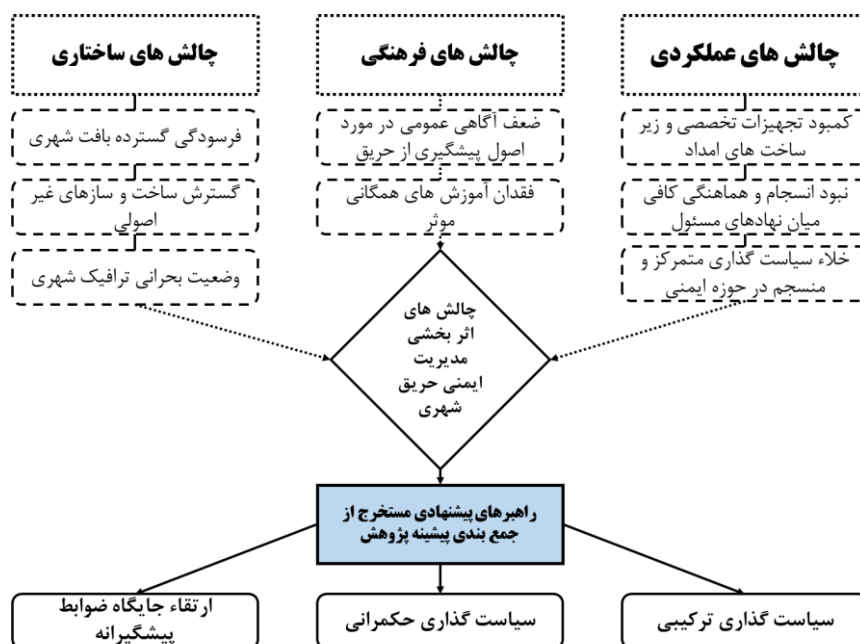 چالش های عملکردی
چالش های فرهنگی
چالش های ساختاری
کمبود تجهیزات تخصصی و زیر
ساخت های امداد
نبود انسجام و هماهنگی کافی
میان نهادهای مسئول
خلاء سیاست گذاری متمرکز و
منسجم در حوزه ایمنی
ضعف آگاهی عمومی در مورد
اصول پیشگیری از حریق
فقدان آموزش های همگانی
موثر
فرسودگی گسترده بافت شهری
گسترش ساخت و سازهای غیر
اصولی
وضعیت بحرانی ترافیک شهری
چالش های
اثر بخشی
مدیریت
ایمنی حریق
شهری
راهبرهای پیشنهادی مستخرج از
جمع بندی پیشینه پژوهش
سیاست گذاری ترکیبی
سیاست گذاری حکمرانی
ارتقاء جایگاه ضوابط
پیشگیرانه